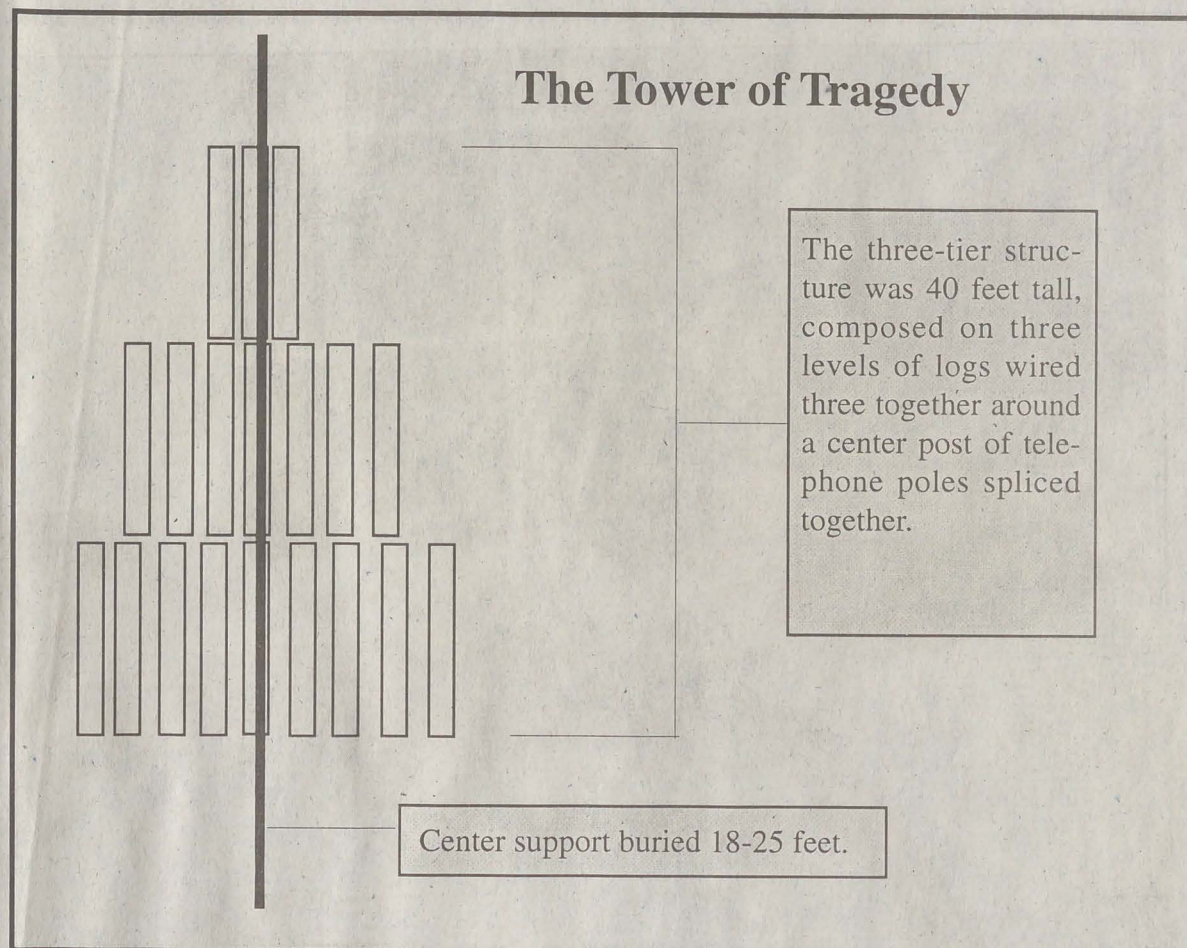 The Tower of Tragedy
The three-tier struc-
ture was 40 feet tall,
composed on three
levels of logs wired
three together around
a center post of tele-
phone poles spliced
together.
Center support buried 18-25 feet.